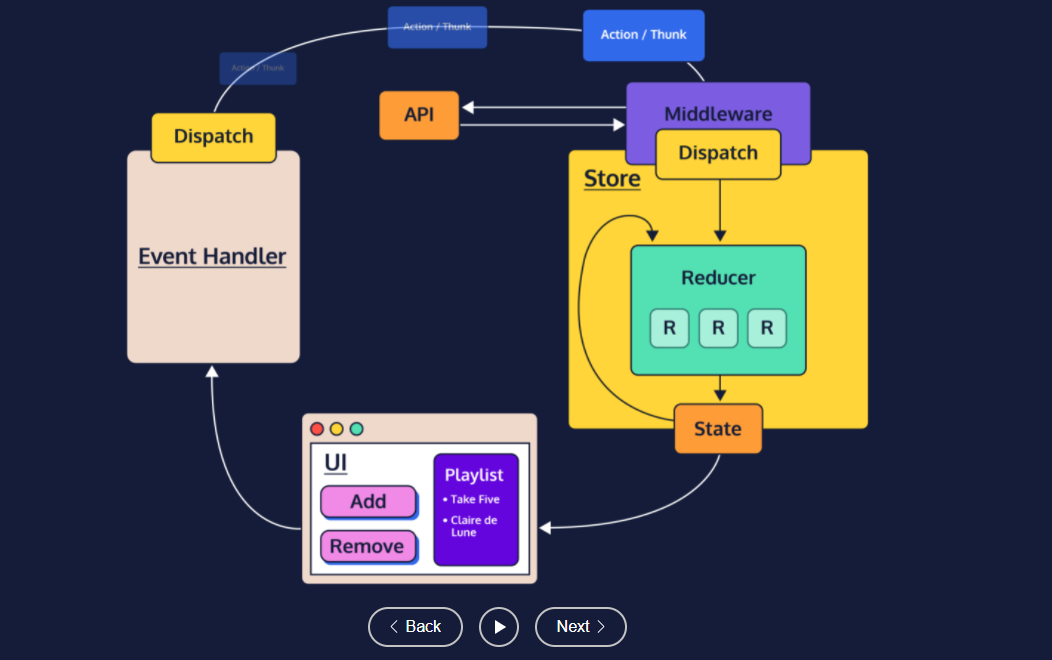 Action / Thunk
Action / Thunk
Action / Thunk
API
Middleware
Dispatch
Dispatch
Store
Event Handler
Reducer
R R R
State
UI
Add
Remove
Playlist
• Take Five
• Claire de
Lune
Back
Next